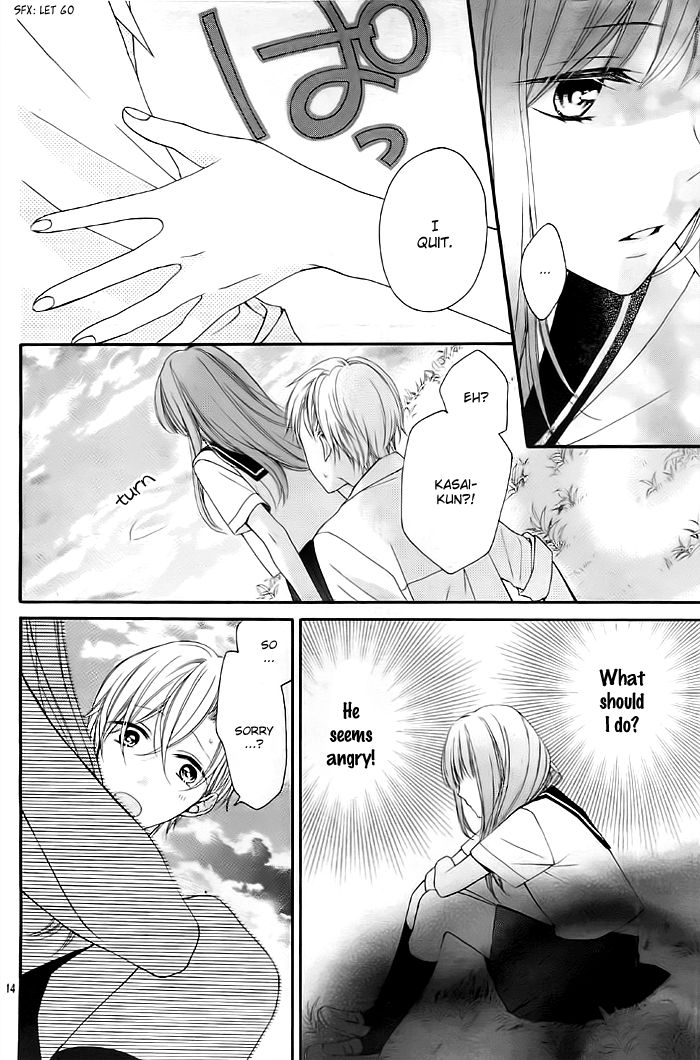 SFX: LET GO
...
ぱっ
I
QUIT.
EH?
KASAI-
KUN?!
turn
What
should
I do?
He
seems
angry!
SO
...
SORRY
...?
14